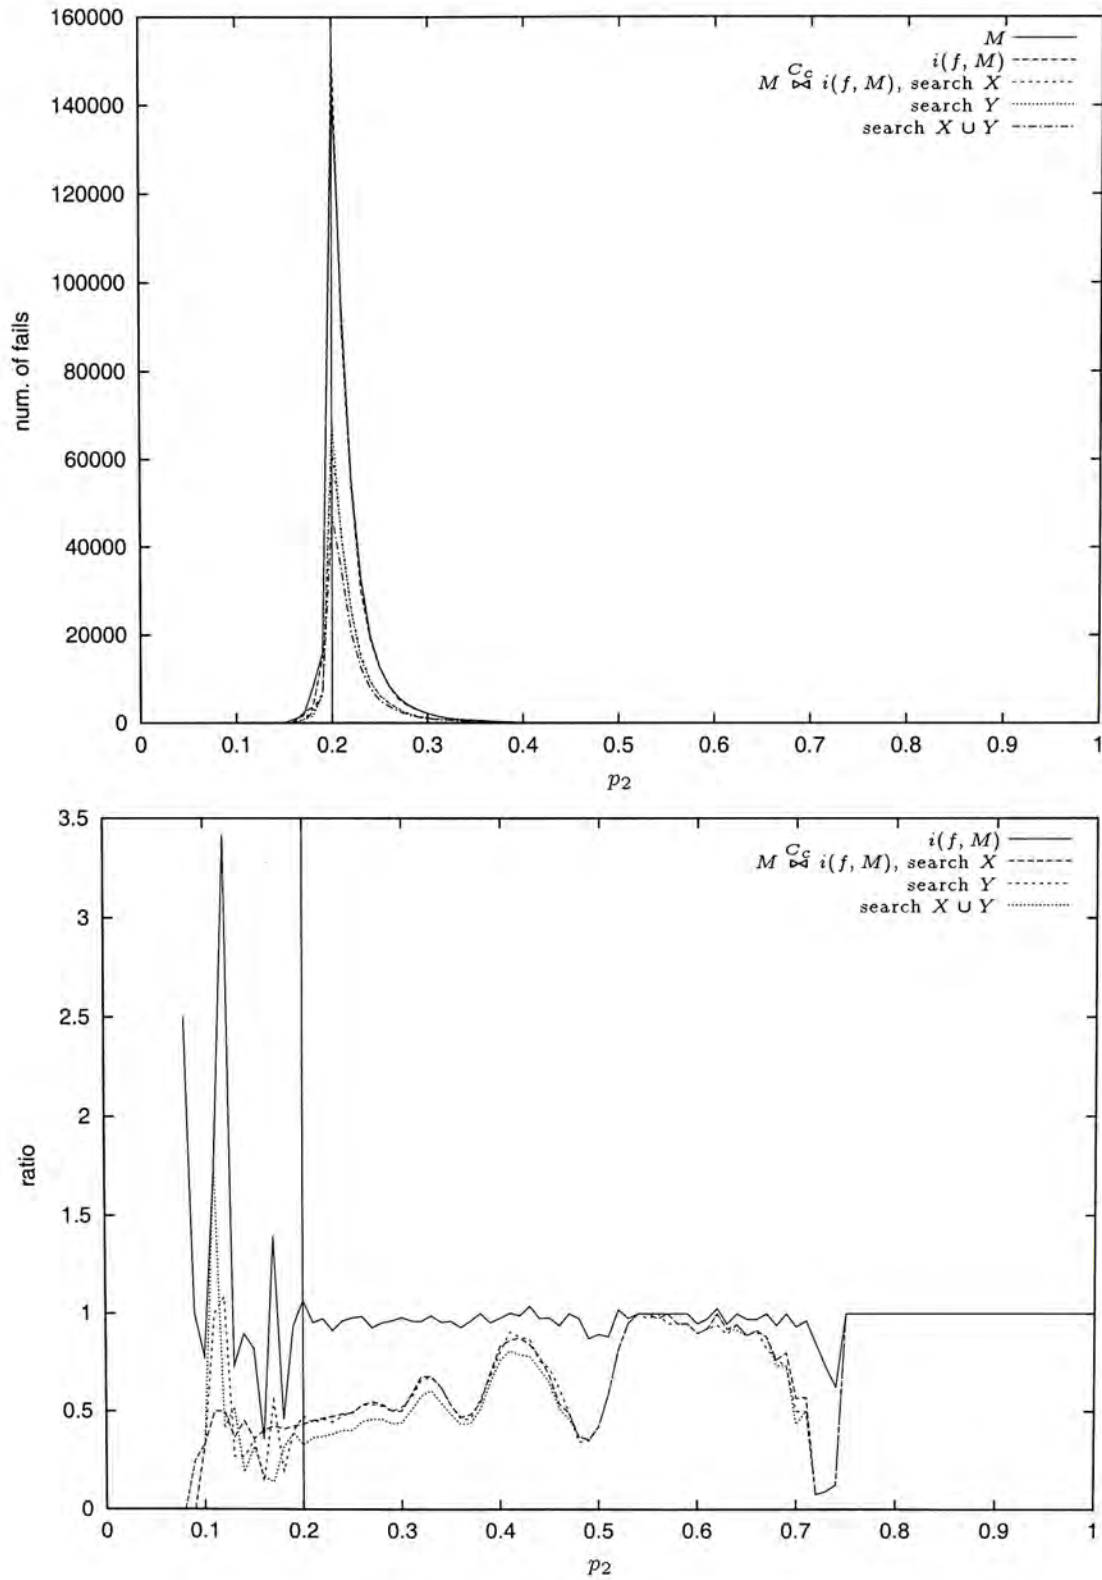 160000
140000
120000
100000
80000
60000
40000
20000
0
num. of fails
M
i(f, M)
M ⋈^{C_c} i(f, M), search X
search Y
search X ∪ Y
0 0.1 0.2 0.3 0.4 0.5 0.6 0.7 0.8 0.9 1
p₂
3.5
3
2.5
2
1.5
1
0.5
0
ratio
i(f, M)
M ⋈^{C_c} i(f, M), search X
search Y
search X ∪ Y
0 0.1 0.2 0.3 0.4 0.5 0.6 0.7 0.8 0.9 1
p₂